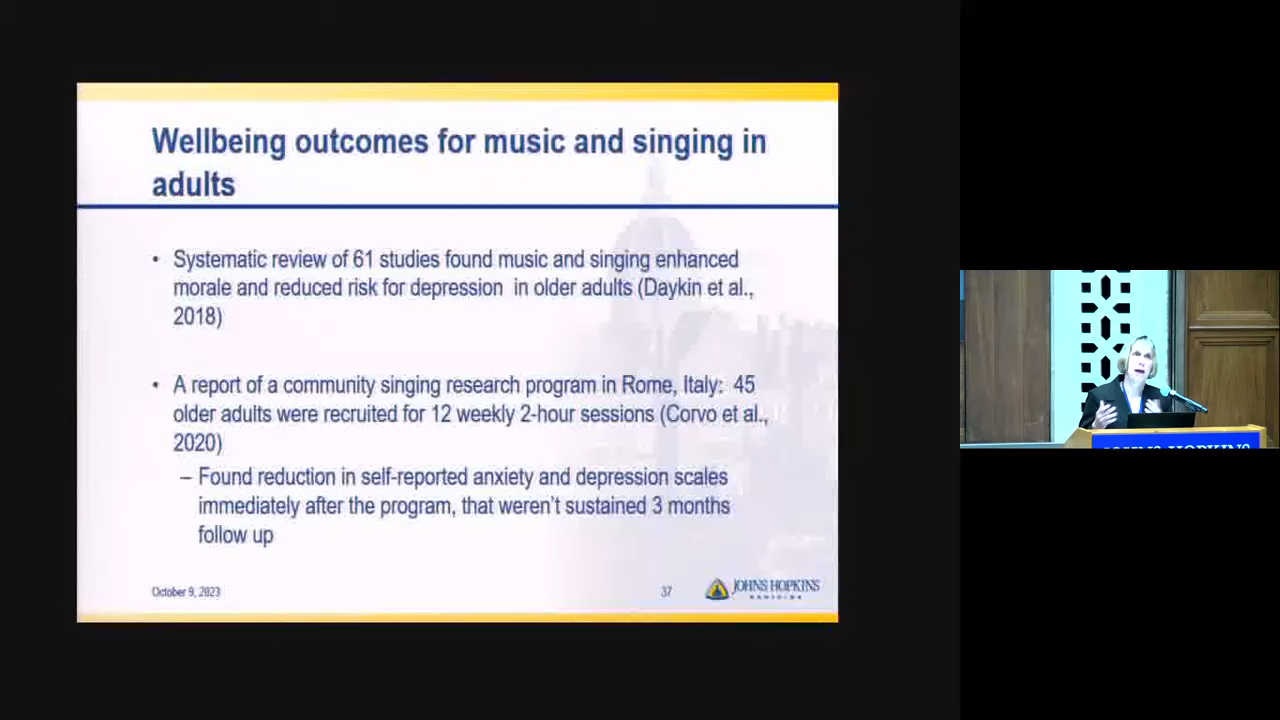 Wellbeing outcomes for music and singing in
adults
• Systematic review of 61 studies found music and singing enhanced
morale and reduced risk for depression in older adults (Daykin et al.,
2018)
• A report of a community singing research program in Rome, Italy: 45
older adults were recruited for 12 weekly 2-hour sessions (Corvo et al.,
2020)
– Found reduction in self-reported anxiety and depression scales
immediately after the program, that weren't sustained 3 months
follow up
October 9, 2023
37
JOHNS HOPKINS
MEDICINE
JOHNS HOPKINS